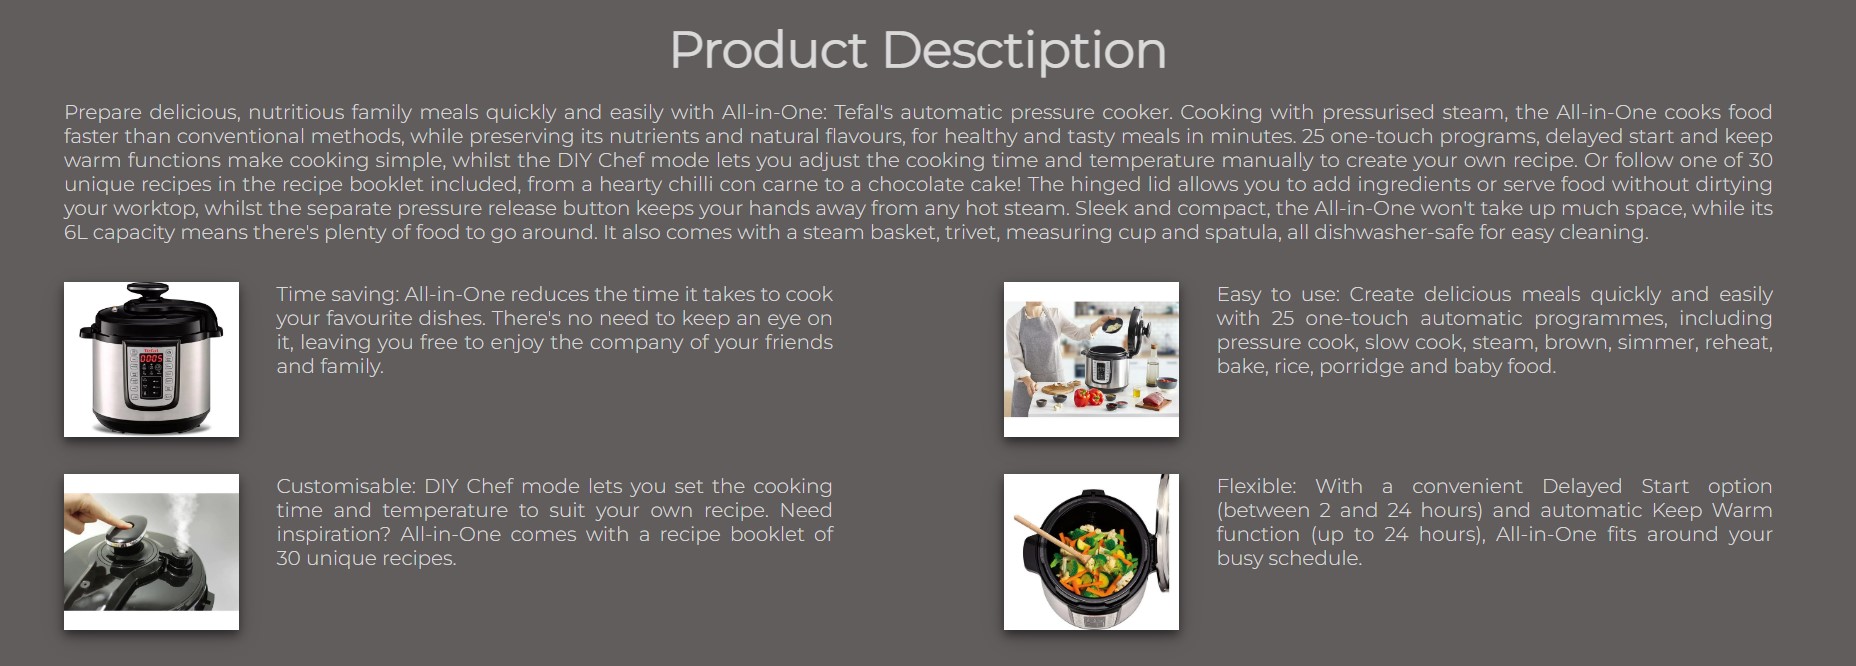 Product Desctiption
Prepare delicious, nutritious family meals quickly and easily with All-in-One: Tefal's automatic pressure cooker. Cooking with pressurised steam, the All-in-One cooks food
faster than conventional methods, while preserving its nutrients and natural flavours, for healthy and tasty meals in minutes. 25 one-touch programs, delayed start and keep
warm functions make cooking simple, whilst the DIY Chef mode lets you adjust the cooking time and temperature manually to create your own recipe. Or follow one of 30
unique recipes in the recipe booklet included, from a hearty chilli con carne to a chocolate cake! The hinged lid allows you to add ingredients or serve food without dirtying
your worktop, whilst the separate pressure release button keeps your hands away from any hot steam. Sleek and compact, the All-in-One won't take up much space, while its
6L capacity means there's plenty of food to go around. It also comes with a steam basket, trivet, measuring cup and spatula, all dishwasher-safe for easy cleaning.
Tefal
0005
Time saving: All-in-One reduces the time it takes to cook
your favourite dishes. There's no need to keep an eye on
it, leaving you free to enjoy the company of your friends
and family.
Easy to use: Create delicious meals quickly and easily
with 25 one-touch automatic programmes, including
pressure cook, slow cook, steam, brown, simmer, reheat,
bake, rice, porridge and baby food.
Customisable: DIY Chef mode lets you set the cooking
time and temperature to suit your own recipe. Need
inspiration? All-in-One comes with a recipe booklet of
30 unique recipes.
Flexible: With a convenient Delayed Start option
(between 2 and 24 hours) and automatic Keep Warm
function (up to 24 hours), All-in-One fits around your
busy schedule.